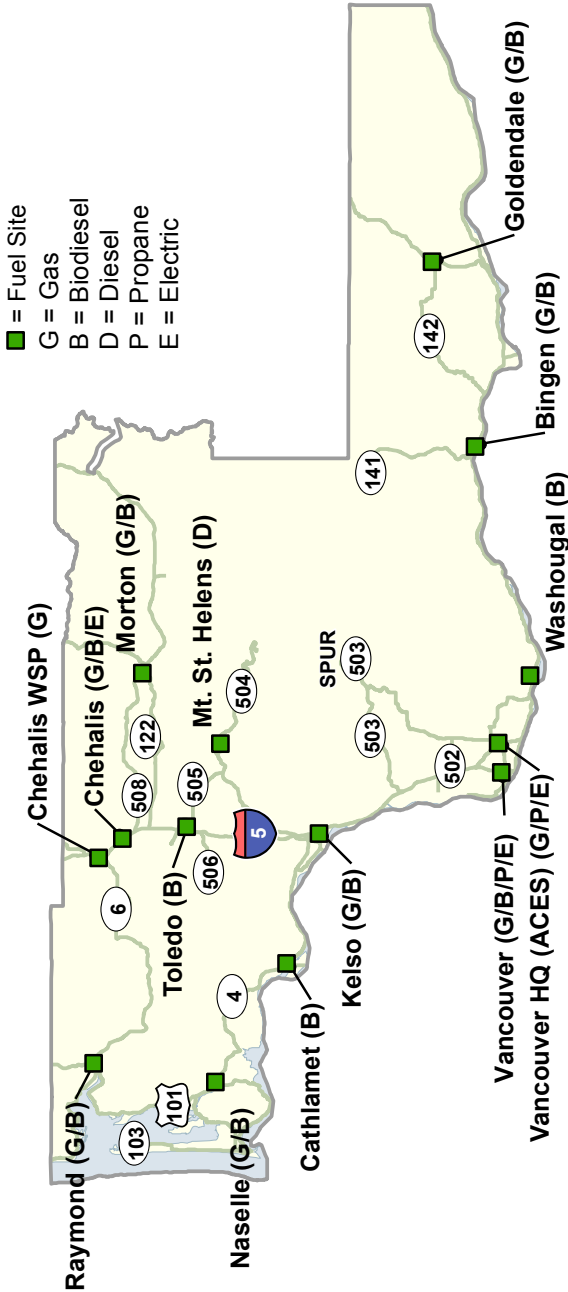 = Fuel Site
G = Gas
B = Biodiesel
D = Diesel
P = Propane
E = Electric
Chehalis WSP (G)
Chehalis (G/B/E)
Morton (G/B)
Raymond (G/B)
6
508
122
Toledo (B)
505
Mt. St. Helens (D)
504
103
101
506
5
4
Naselle (G/B)
Cathlamet (B)
Kelso (G/B)
SPUR
503
503
502
141
142
Goldendale (G/B)
Bingen (G/B)
Washougal (B)
Vancouver (G/B/P/E)
Vancouver HQ (ACES) (G/P/E)